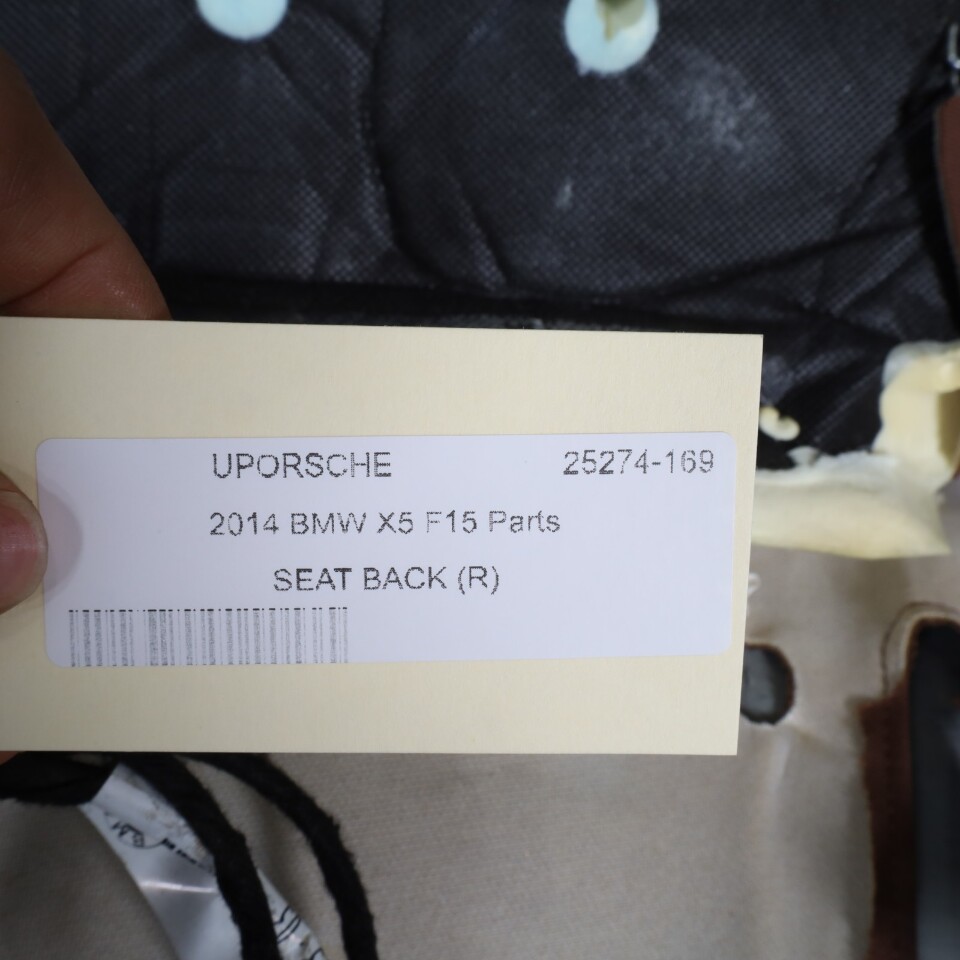 UPORSCHE 25274-169
2014 BMW X5 F15 Parts
SEAT BACK (R)